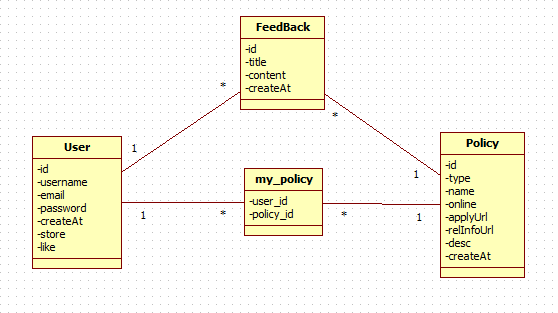 FeedBack
-id
-title
-content
-createAt
*
*
User
-id
-username
-email
-password
-createAt
-store
-like
1
1
*
my_policy
-user_id
-policy_id
*
1
1
Policy
-id
-type
-name
-online
-applyUrl
-relInfoUrl
-desc
-createAt